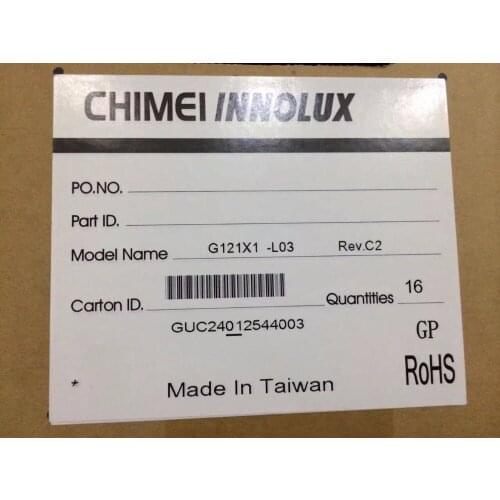 CHIMEI INNOLUX
PO.NO.
Part ID.
Model Name G121X1 -L03 Rev.C2
Carton ID. Quantities 16
GUC24012544003
GP
RoHS
* Made In Taiwan